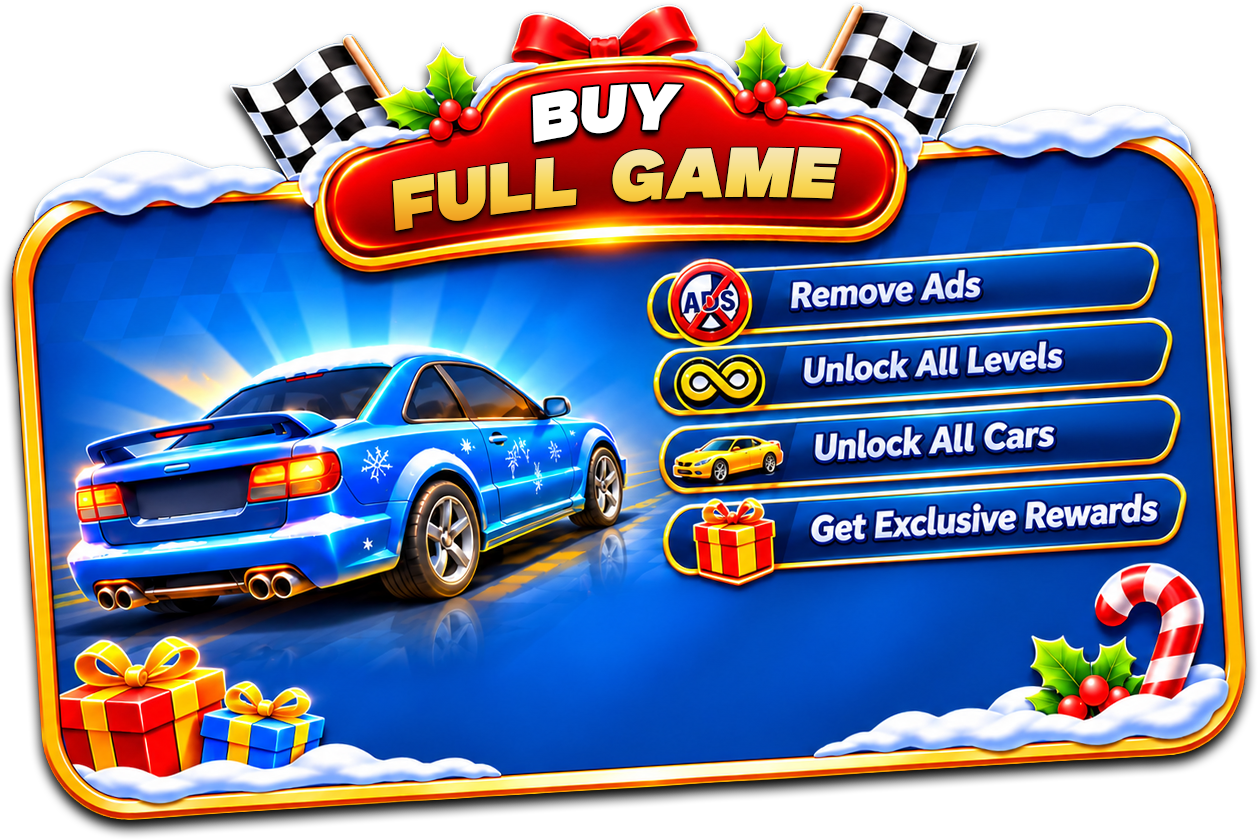 BUY
FULL GAME
ADS
Remove Ads
Unlock All Levels
Unlock All Cars
Get Exclusive Rewards